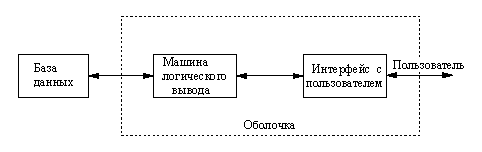 База
данных
Машина
логического
вывода
Интерфейс с
пользователем
Пользователь
Оболочка